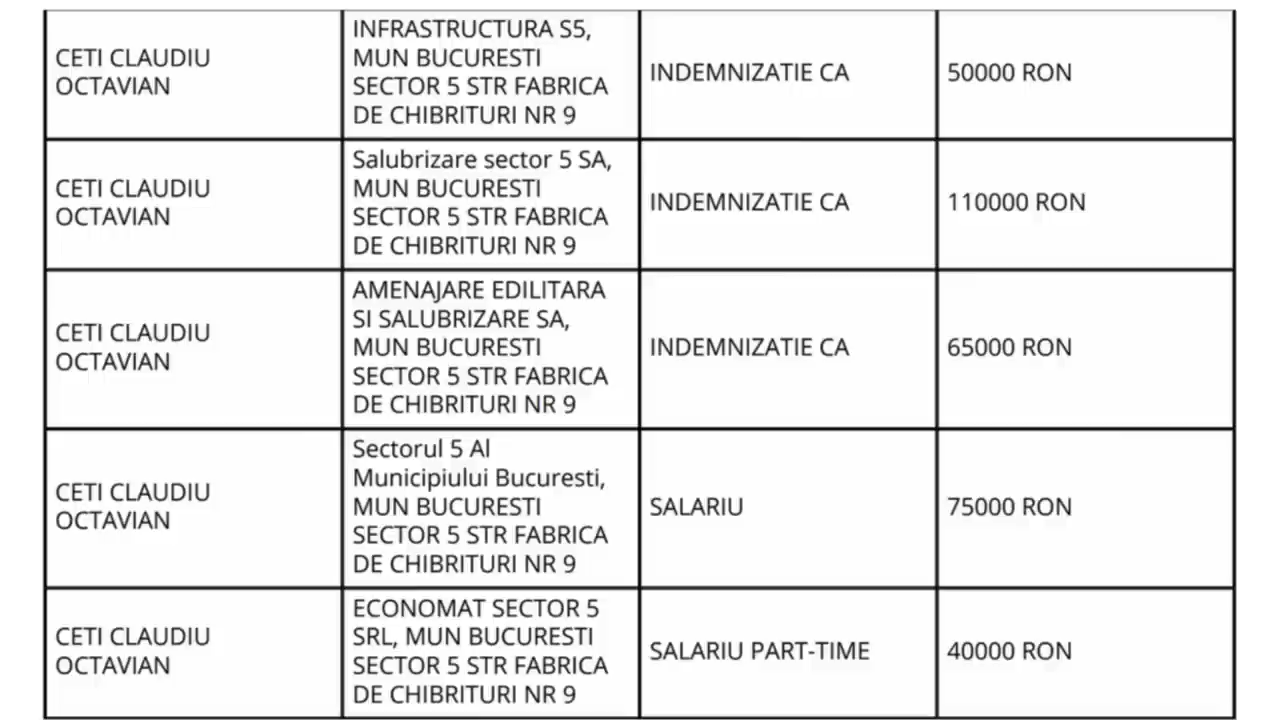 CETI CLAUDIU
OCTAVIAN
INFRASTRUCTURA S5,
MUN BUCURESTI
SECTOR 5 STR FABRICA
DE CHIBRITURI NR 9
INDEMNIZATIE CA
50000 RON
CETI CLAUDIU
OCTAVIAN
Salubrizare sector 5 SA,
MUN BUCURESTI
SECTOR 5 STR FABRICA
DE CHIBRITURI NR 9
INDEMNIZATIE CA
110000 RON
CETI CLAUDIU
OCTAVIAN
AMENAJARE EDILITARA
SI SALUBRIZARE SA,
MUN BUCURESTI
SECTOR 5 STR FABRICA
DE CHIBRITURI NR 9
INDEMNIZATIE CA
65000 RON
CETI CLAUDIU
OCTAVIAN
Sectorul 5 Al
Municipiului Bucuresti,
MUN BUCURESTI
SECTOR 5 STR FABRICA
DE CHIBRITURI NR 9
SALARIU
75000 RON
CETI CLAUDIU
OCTAVIAN
ECONOMAT SECTOR 5
SRL, MUN BUCURESTI
SECTOR 5 STR FABRICA
DE CHIBRITURI NR 9
SALARIU PART-TIME
40000 RON